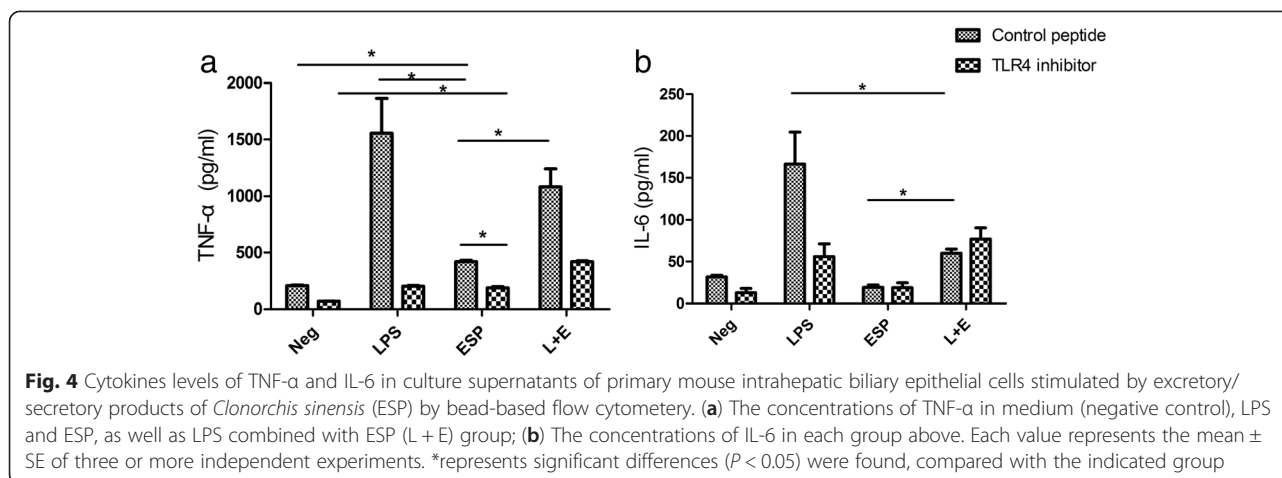 Control peptide
TLR4 inhibitor
a
*
*
*
*
*
2000
1500
1000
500
0
TNF-α (pg/ml)
Neg
LPS
ESP
L+E
b
*
*
250
200
150
100
50
0
IL-6 (pg/ml)
Neg
LPS
ESP
L+E
Fig. 4 Cytokines levels of TNF-α and IL-6 in culture supernatants of primary mouse intrahepatic biliary epithelial cells stimulated by excretory/
secretory products of Clonorchis sinensis (ESP) by bead-based flow cytometery. (a) The concentrations of TNF-α in medium (negative control), LPS
and ESP, as well as LPS combined with ESP (L + E) group; (b) The concentrations of IL-6 in each group above. Each value represents the mean ±
SE of three or more independent experiments. *represents significant differences (P < 0.05) were found, compared with the indicated group